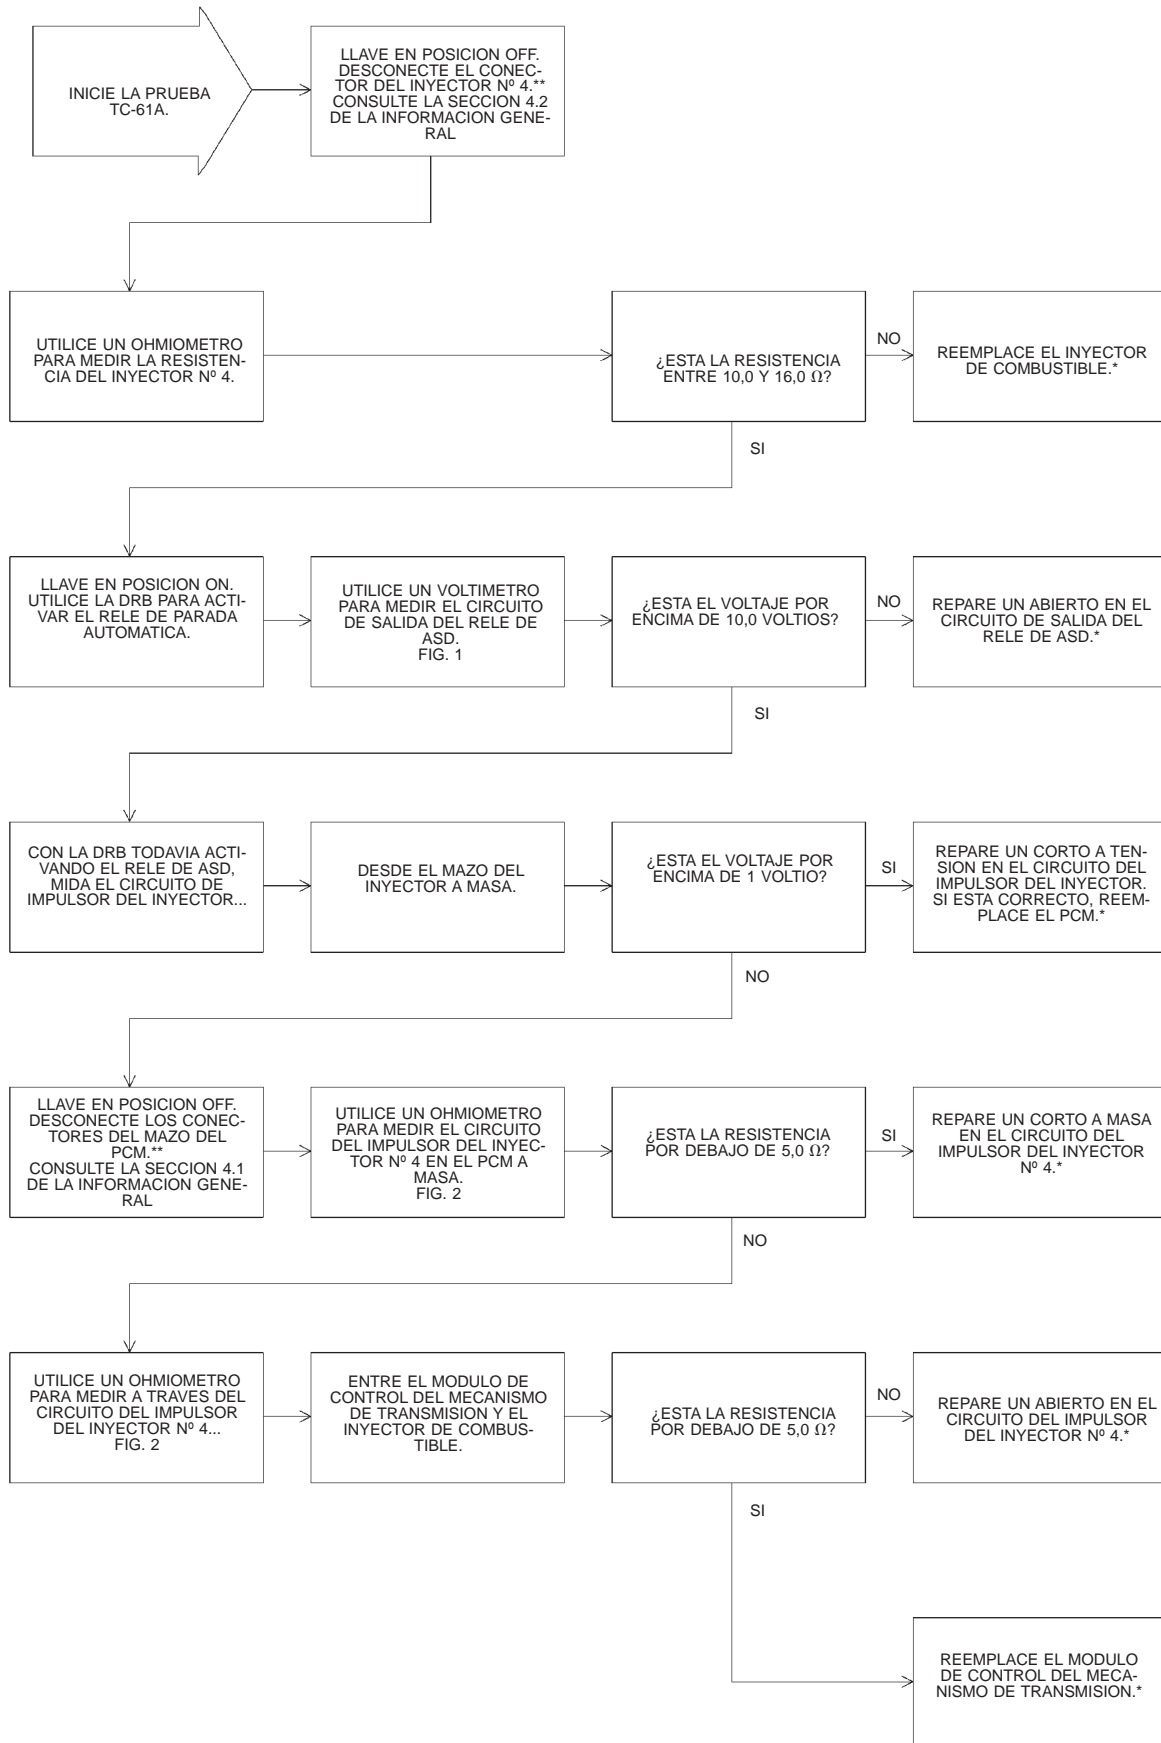 INICIE LA PRUEBA
TC-61A.
LLAVE EN POSICION OFF.
DESCONECTE EL CONEC-
TOR DEL INYECTOR Nº 4.**
CONSULTE LA SECCION 4.2
DE LA INFORMACION GENE-
RAL
UTILICE UN OHMIOMETRO
PARA MEDIR LA RESISTEN-
CIA DEL INYECTOR Nº 4.
¿ESTA LA RESISTENCIA
ENTRE 10,0 Y 16,0 Ω?
NO
REEMPLACE EL INYECTOR
DE COMBUSTIBLE.*
SI
LLAVE EN POSICION ON.
UTILICE LA DRB PARA ACTI-
VAR EL RELE DE PARADA
AUTOMATICA.
UTILICE UN VOLTIMETRO
PARA MEDIR EL CIRCUITO
DE SALIDA DEL RELE DE
ASD.
FIG. 1
¿ESTA EL VOLTAJE POR
ENCIMA DE 10,0 VOLTIOS?
NO
REPARE UN ABIERTO EN EL
CIRCUITO DE SALIDA DEL
RELE DE ASD.*
SI
CON LA DRB TODAVIA ACTI-
VANDO EL RELE DE ASD,
MIDA EL CIRCUITO DE
IMPULSOR DEL INYECTOR...
DESDE EL MAZO DEL
INYECTOR A MASA.
¿ESTA EL VOLTAJE POR
ENCIMA DE 1 VOLTIO?
SI
REPARE UN CORTO A TEN-
SION EN EL CIRCUITO DEL
IMPULSOR DEL INYECTOR.
SI ESTA CORRECTO, REEM-
PLACE EL PCM.*
NO
LLAVE EN POSICION OFF.
DESCONECTE LOS CONEC-
TORES DEL MAZO DEL
PCM.**
CONSULTE LA SECCION 4.1
DE LA INFORMACION GENE-
RAL
UTILICE UN OHMIOMETRO
PARA MEDIR EL CIRCUITO
DEL IMPULSOR DEL INYEC-
TOR Nº 4 EN EL PCM A
MASA.
FIG. 2
¿ESTA LA RESISTENCIA
POR DEBAJO DE 5,0 Ω?
SI
REPARE UN CORTO A MASA
EN EL CIRCUITO DEL
IMPULSOR DEL INYECTOR
Nº 4.*
NO
UTILICE UN OHMIOMETRO
PARA MEDIR A TRAVES DEL
CIRCUITO DEL IMPULSOR
DEL INYECTOR Nº 4...
FIG. 2
ENTRE EL MODULO DE
CONTROL DEL MECANISMO
DE TRANSMISION Y EL
INYECTOR DE COMBUS-
TIBLE.
¿ESTA LA RESISTENCIA
POR DEBAJO DE 5,0 Ω?
NO
REPARE UN ABIERTO EN EL
CIRCUITO DEL IMPULSOR
DEL INYECTOR Nº 4.*
SI
REEMPLACE EL MODULO
DE CONTROL DEL MECA-
NISMO DE TRANSMISION.*